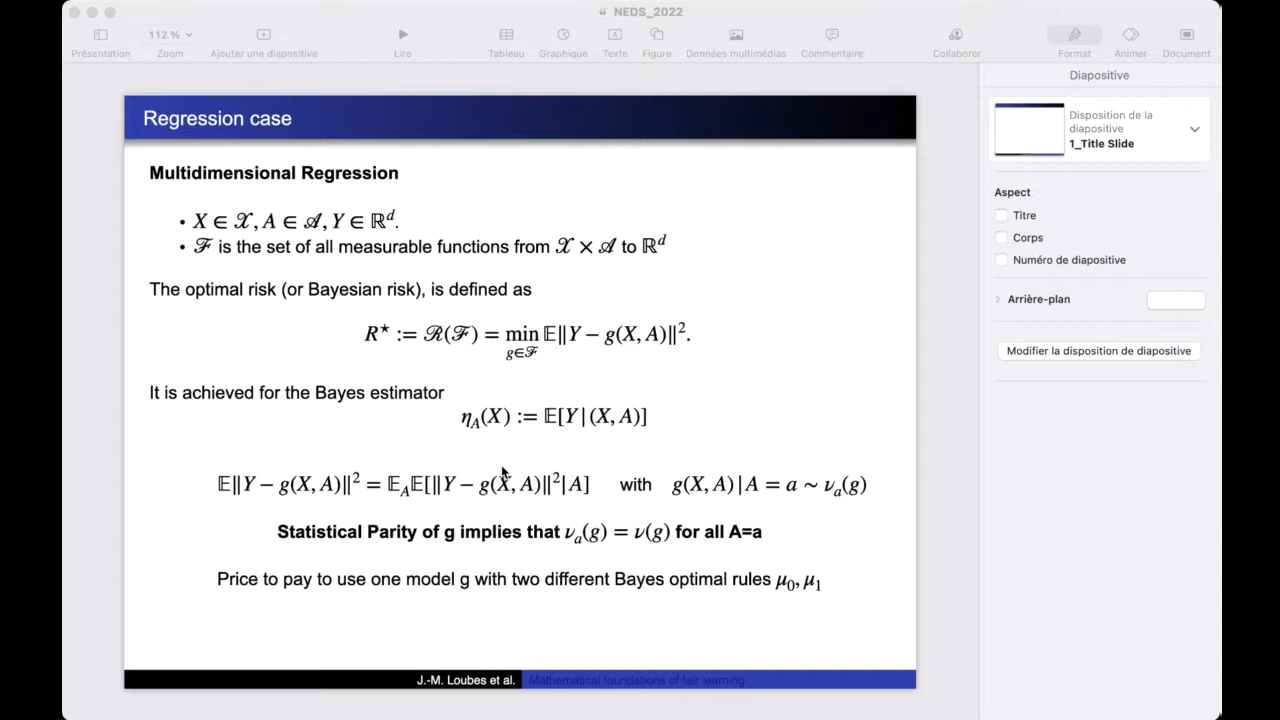 NEDS_2022
112 %
Présentation
Zoom
Ajouter une diapositive
Lire
Tableau
Graphique
Texte
Figure
Données multimédias
Commentaire
Collaborer
Format
Animer
Document
Regression case
Multidimensional Regression
• X ∈ 𝒳, A ∈ 𝒜, Y ∈ ℝ^d.
• ℱ is the set of all measurable functions from 𝒳 × 𝒜 to ℝ^d
The optimal risk (or Bayesian risk), is defined as
R^⋆ := ℛ(ℱ) = min_{g∈ℱ} 𝔼‖Y − g(X, A)‖².
It is achieved for the Bayes estimator
η_A(X) := 𝔼[Y | (X, A)]
𝔼‖Y − g(X, A)‖² = 𝔼_A𝔼[‖Y − g(X, A)‖²|A] with g(X, A) | A = a ∼ ν_a(g)
Statistical Parity of g implies that ν_a(g) = ν(g) for all A=a
Price to pay to use one model g with two different Bayes optimal rules μ₀, μ₁
J.-M. Loubes et al.
Mathematical foundations of fair learning
Diapositive
Disposition de la
diapositive
1_Title Slide
Aspect
Titre
Corps
Numéro de diapositive
Arrière-plan
Modifier la disposition de diapositive